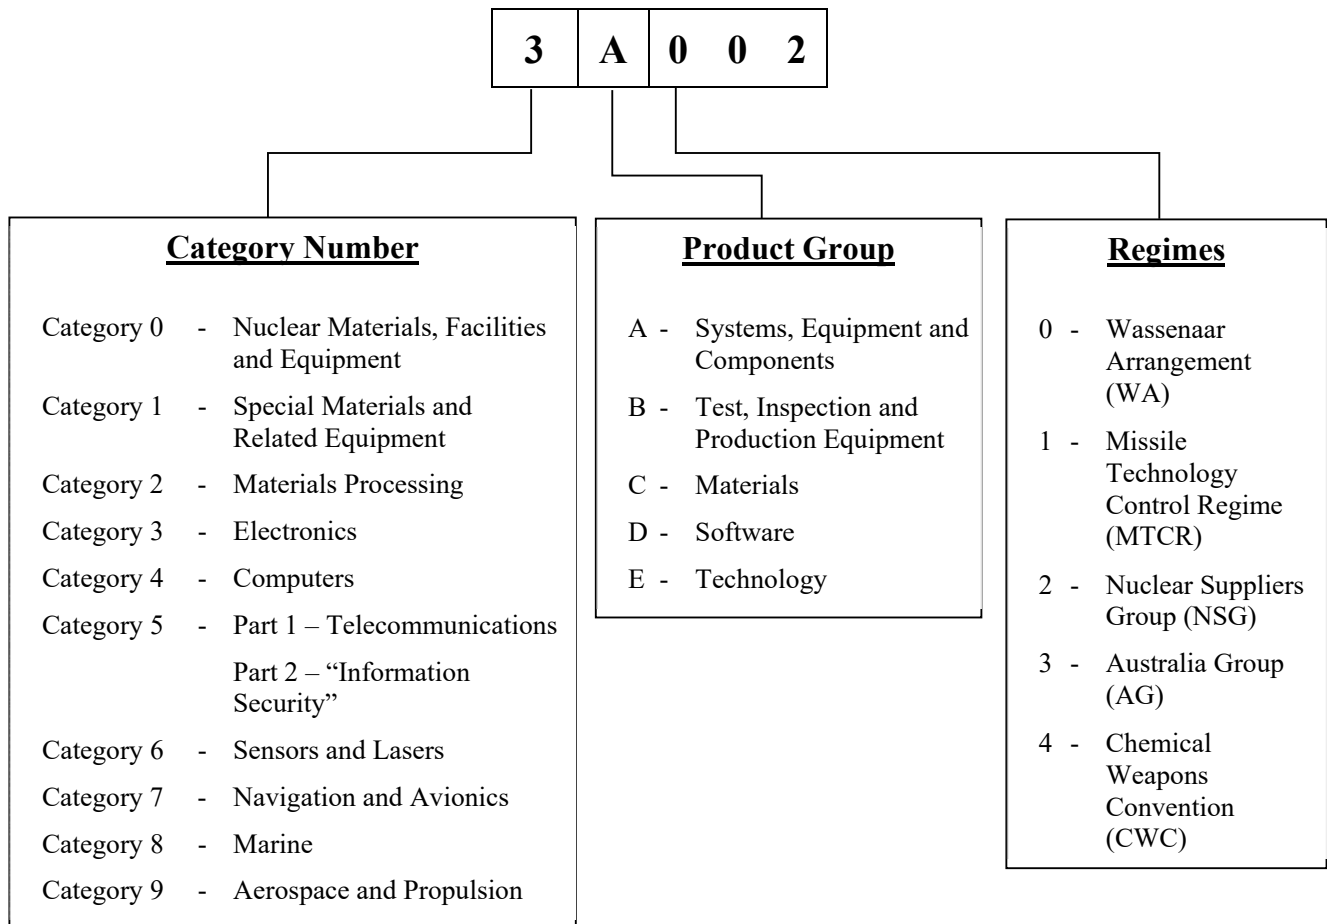 3 A 0 0 2
Category Number
Category 0 - Nuclear Materials, Facilities
and Equipment
Category 1 - Special Materials and
Related Equipment
Category 2 - Materials Processing
Category 3 - Electronics
Category 4 - Computers
Category 5 - Part 1 – Telecommunications
Part 2 – “Information
Security”
Category 6 - Sensors and Lasers
Category 7 - Navigation and Avionics
Category 8 - Marine
Category 9 - Aerospace and Propulsion
Product Group
A - Systems, Equipment and
Components
B - Test, Inspection and
Production Equipment
C - Materials
D - Software
E - Technology
Regimes
0 - Wassenaar
Arrangement
(WA)
1 - Missile
Technology
Control Regime
(MTCR)
2 - Nuclear Suppliers
Group (NSG)
3 - Australia Group
(AG)
4 - Chemical
Weapons
Convention
(CWC)